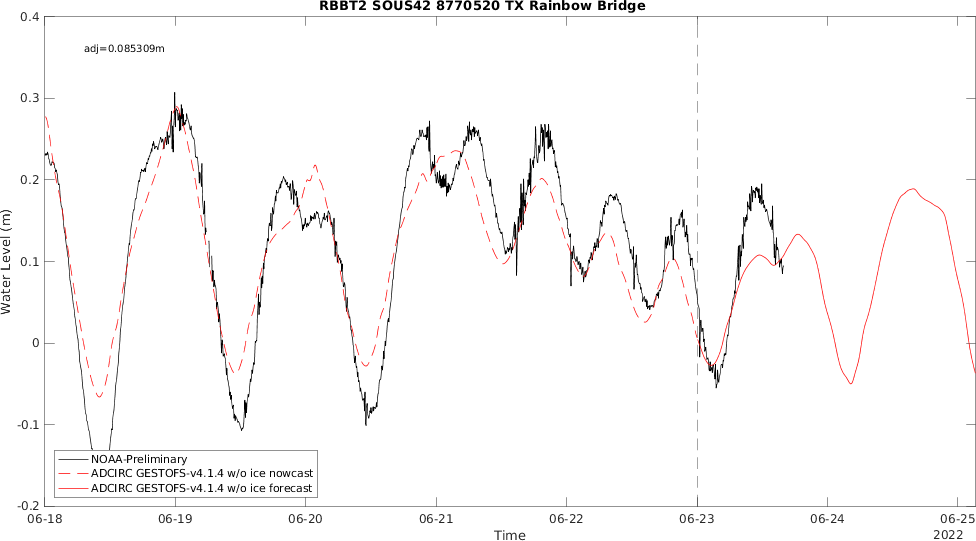 RBBT2 SOUS42 8770520 TX Rainbow Bridge
adj=0.085309m
0.4
0.3
0.2
0.1
0
-0.1
-0.2
Water Level (m)
NOAA-Preliminary
ADCIRC GESTOFS-v4.1.4 w/o ice nowcast
ADCIRC GESTOFS-v4.1.4 w/o ice forecast
06-18 06-19 06-20 06-21 06-22 06-23 06-24 06-25
Time
2022